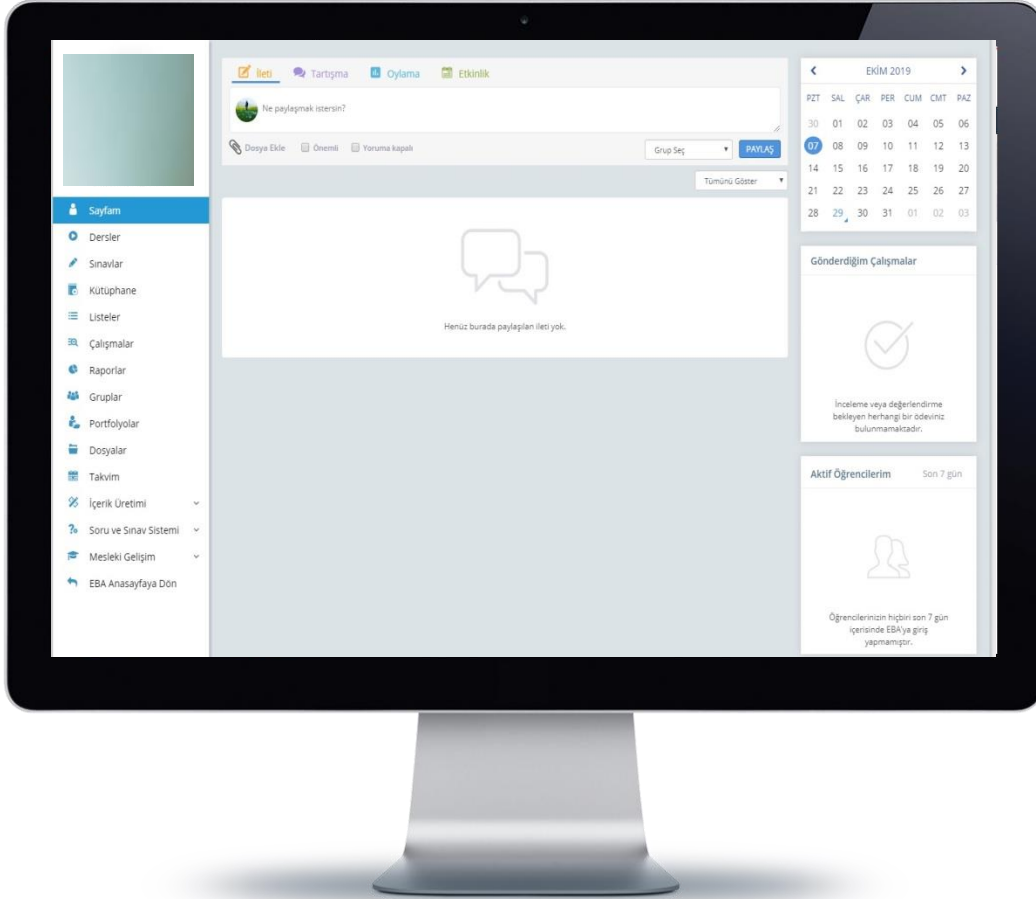 Sayfam
Dersler
Sınavlar
Kütüphane
Listeler
Çalışmalar
Raporlar
Gruplar
Portfolyolar
Dosyalar
Takvim
İçerik Üretimi
Soru ve Sınav Sistemi
Mesleki Gelişim
EBA Anasayfaya Dön
İleti Tartışma Oylama Etkinlik
Ne paylaşmak istersin?
Dosya Ekle Önemli Yoruma kapalı Grup Seç PAYLAŞ
Tümünü Göster
Henüz burada paylaşılan ileti yok.
EKİM 2019
PZT SAL ÇAR PER CUM CMT PAZ
30 01 02 03 04 05 06
07 08 09 10 11 12 13
14 15 16 17 18 19 20
21 22 23 24 25 26 27
28 29 30 31 01 02 03
Gönderdiğim Çalışmalar
İnceleme veya değerlendirme
bekleyen herhangi bir ödeviniz
bulunmamaktadır.
Aktif Öğrencilerim Son 7 gün
Öğrencilerinizin hiçbiri son 7 gün
içerisinde EBA'ya giriş
yapmamıştır.